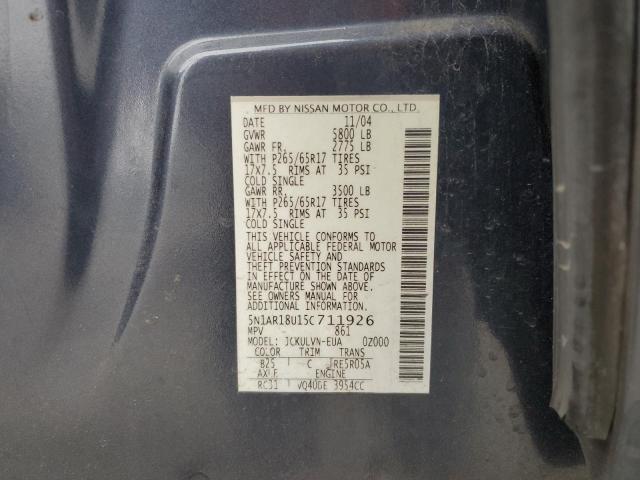 MFD BY NISSAN MOTOR CO., LTD.
DATE 11/04
GVWR 5800 LB
GAWR FR. 2775 LB
WITH P265/65R17 TIRES
17X7.5 RIMS AT 35 PSI
COLD SINGLE
GAWR RR. 3500 LB
WITH P265/65R17 TIRES
17X7.5 RIMS AT 35 PSI
COLD SINGLE
THIS VEHICLE CONFORMS TO
ALL APPLICABLE FEDERAL MOTOR
VEHICLE SAFETY AND
THEFT PREVENTION STANDARDS
IN EFFECT ON THE DATE OF
MANUFACTURE SHOWN ABOVE.
SEE OWNERS MANUAL FOR
ADDITIONAL INFORMATION
5N1AR18U15C711926
MPV 861
MODEL: JCKULVN-EUA 0Z000
COLOR TRIM TRANS
B25 C RE5R05A
AXLE ENGINE
RC31 VQ40DE 3954CC